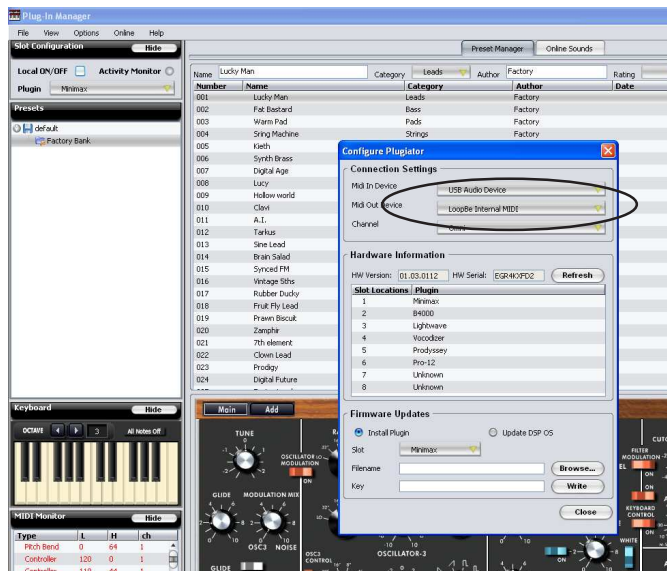 Plug-In Manager
File View Options Online Help
Slot Configuration Hide
Local ON/OFF Activity Monitor
Plugin Minimax
Presets
default
Factory Bank
Keyboard Hide
OCTAVE 3 All Notes Off
MIDI Monitor Hide
Type L H ch
Pitch Bend 0 64 1
Controller 120 0 1
Preset Manager Online Sounds
Name Lucky Man Category Leads Author Factory Rating
Number Name Category Author Date
001 Lucky Man Leads Factory
002 Fat Bastard Bass Factory
003 Warm Pad Pads Factory
004 Sring Machine Strings Factory
005 Kieth
006 Synth Brass
007 Digital Age
008 Lucy
009 Hollow world
010 Clavi
011 A.I.
012 Tarkus
013 Sine Lead
014 Brain Salad
015 Synced FM
016 Vintage 5ths
017 Rubber Ducky
018 Fruit Fly Lead
019 Prawn Biscuit
020 Zamphir
021 7th element
022 Clown Lead
023 Prodigy
024 Digital Future
Configure Plugiator
Connection Settings
Midi In Device USB Audio Device
Midi Out Device LoopBe Internal MIDI
Channel Omni
Hardware Information
HW Version: 01.03.0112 HW Serial: EGR4KXFD2 Refresh
Slot Locations Plugin
1 Minimax
2 B4000
3 Lightwave
4 Vocodizer
5 Prodyssey
6 Pro-12
7 Unknown
8 Unknown
Firmware Updates
Install Plugin Update DSP OS
Slot Minimax
Filename Browse...
Key Write
Close
Main Add
TUNE
OSCILLATOR
MODULATION
ON
GLIDE MODULATION MIX
OSC3 NOISE
GLIDE
OSC3
CONTROL
OSCILLATOR-3
FILTER
MODULATION
ON
ON
KEYBOARD
CONTROL
ON
WHITE
ON